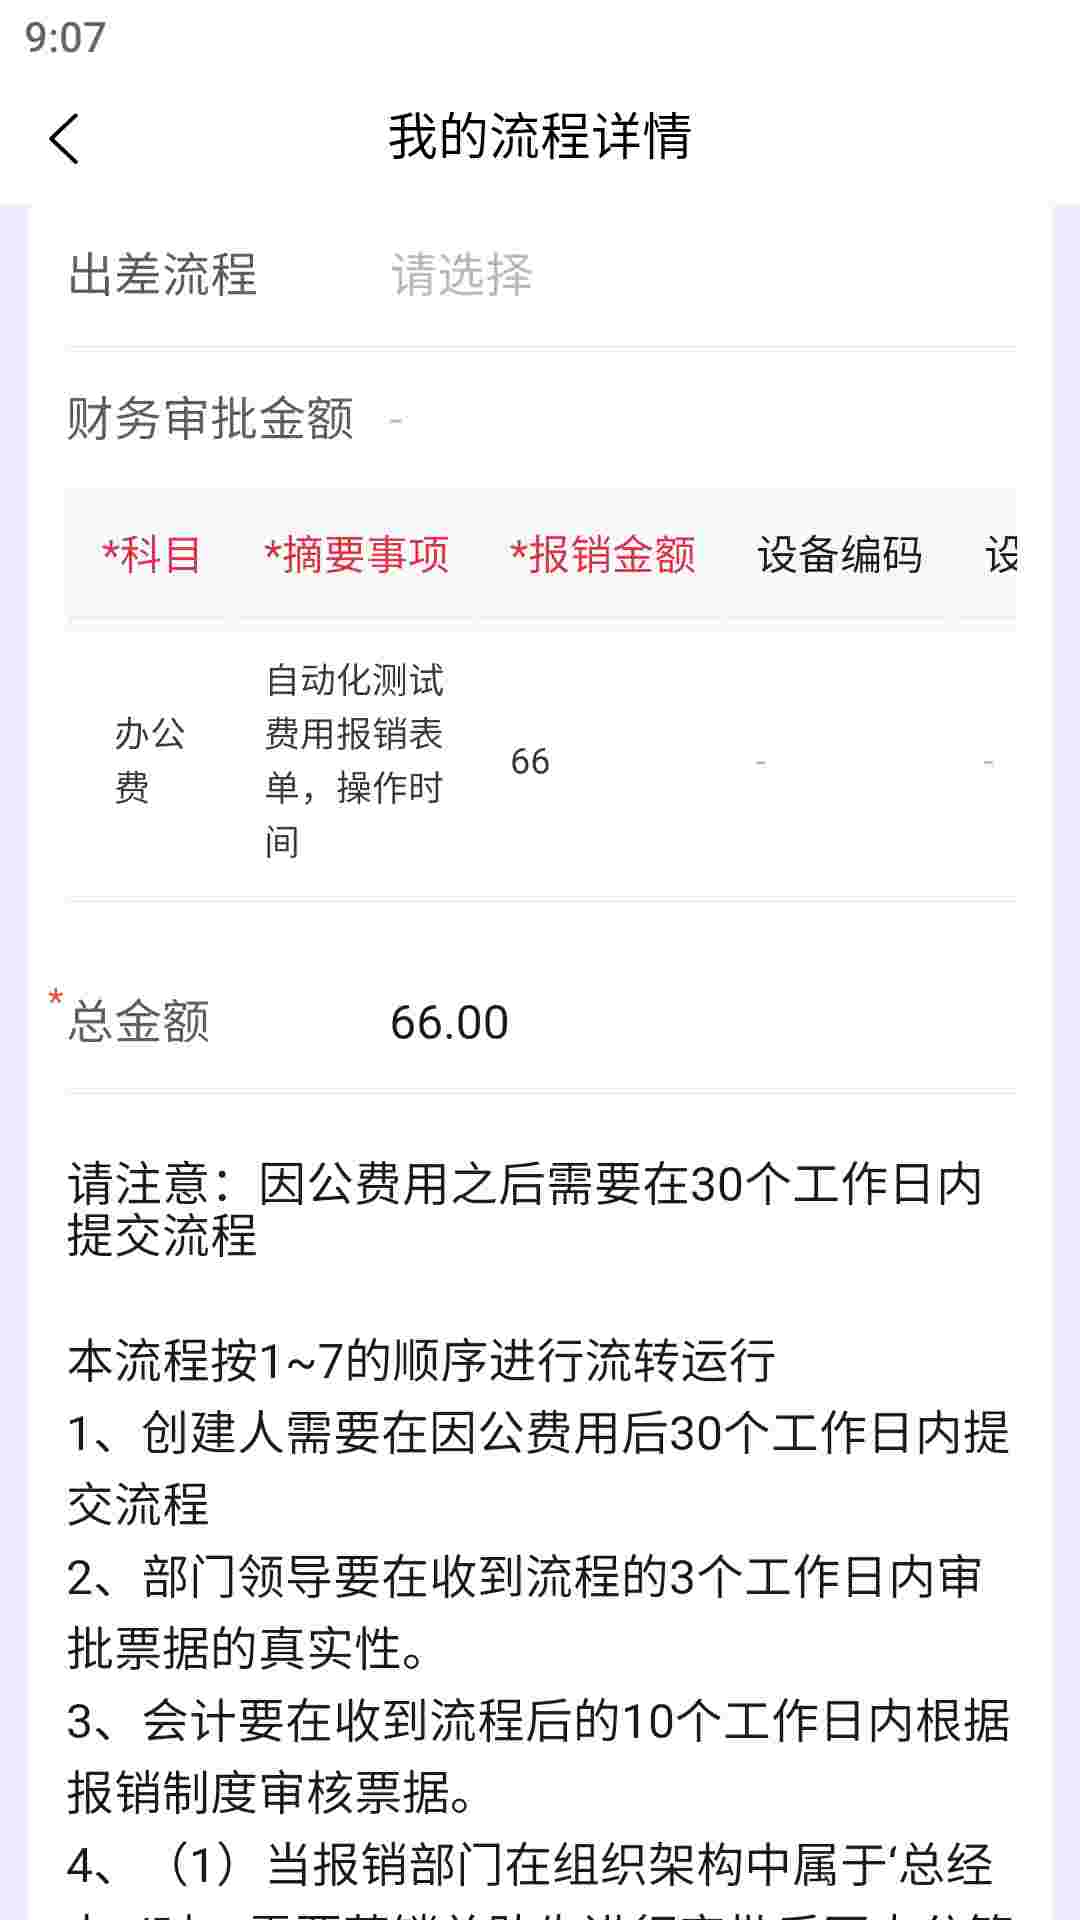 9:07
我的流程详情
出差流程 请选择
财务审批金额 -
*科目 *摘要事项 *报销金额 设备编码 设
办公费 自动化测试费用报销表单，操作时间 66 - -
*总金额 66.00
请注意：因公费用之后需要在30个工作日内
提交流程
本流程按1~7的顺序进行流转运行
1、创建人需要在因公费用后30个工作日内提
交流程
2、部门领导要在收到流程的3个工作日内审
批票据的真实性。
3、会计要在收到流程后的10个工作日内根据
报销制度审核票据。
4、（1）当报销部门在组织架构中属于‘总经